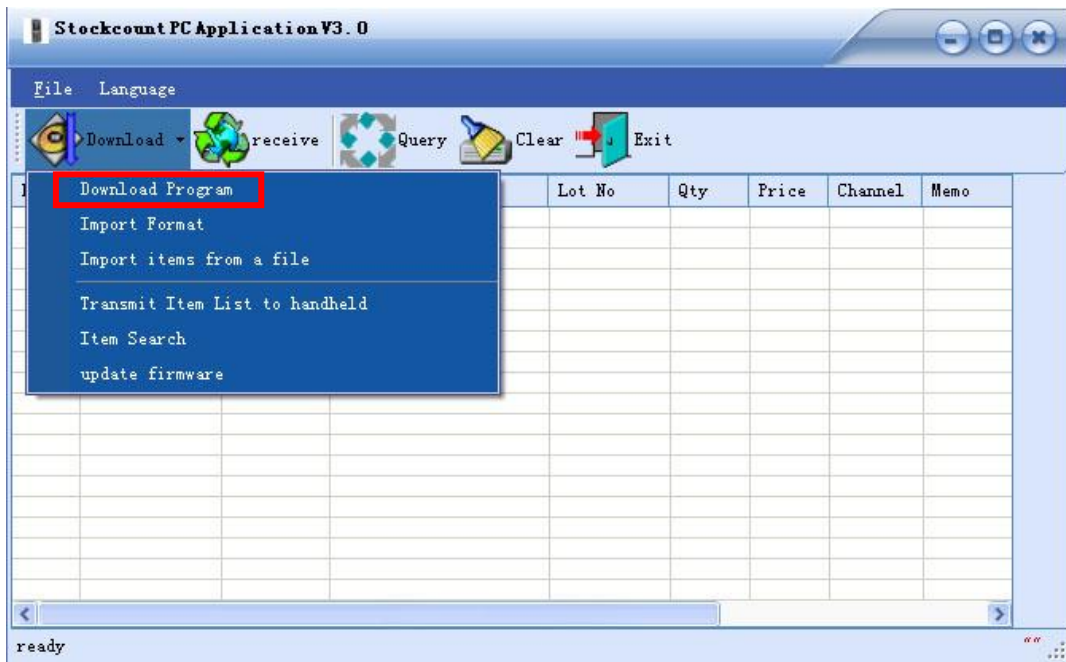 Stockcount PC Application V3.0
File Language
Download receive Query Clear Exit
Lot No Qty Price Channel Memo
Download Program
Import Format
Import items from a file
Transmit Item List to handheld
Item Search
update firmware
ready ""